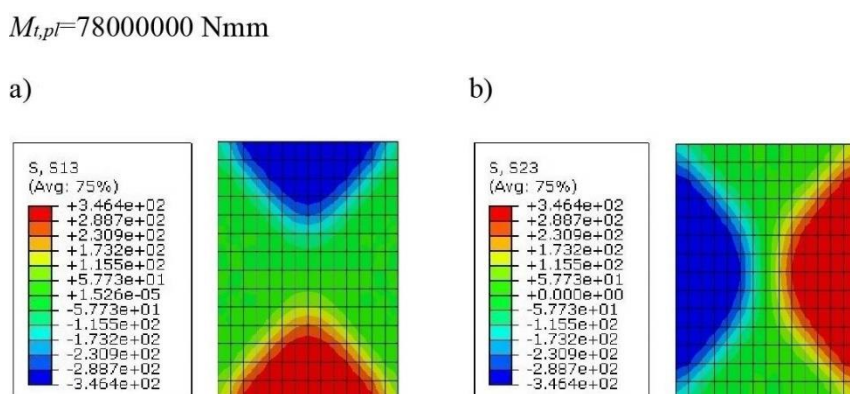 Mt,pl=78000000 Nmm
a)
b)
S, S13
(Avg: 75%)
+3.464e+02
+2.887e+02
+2.309e+02
+1.732e+02
+1.155e+02
+5.773e+01
+1.526e-05
-5.773e+01
-1.155e+02
-1.732e+02
-2.309e+02
-2.887e+02
-3.464e+02
S, S23
(Avg: 75%)
+3.464e+02
+2.887e+02
+2.309e+02
+1.732e+02
+1.155e+02
+5.773e+01
+0.000e+00
-5.773e+01
-1.155e+02
-1.732e+02
-2.309e+02
-2.887e+02
-3.464e+02